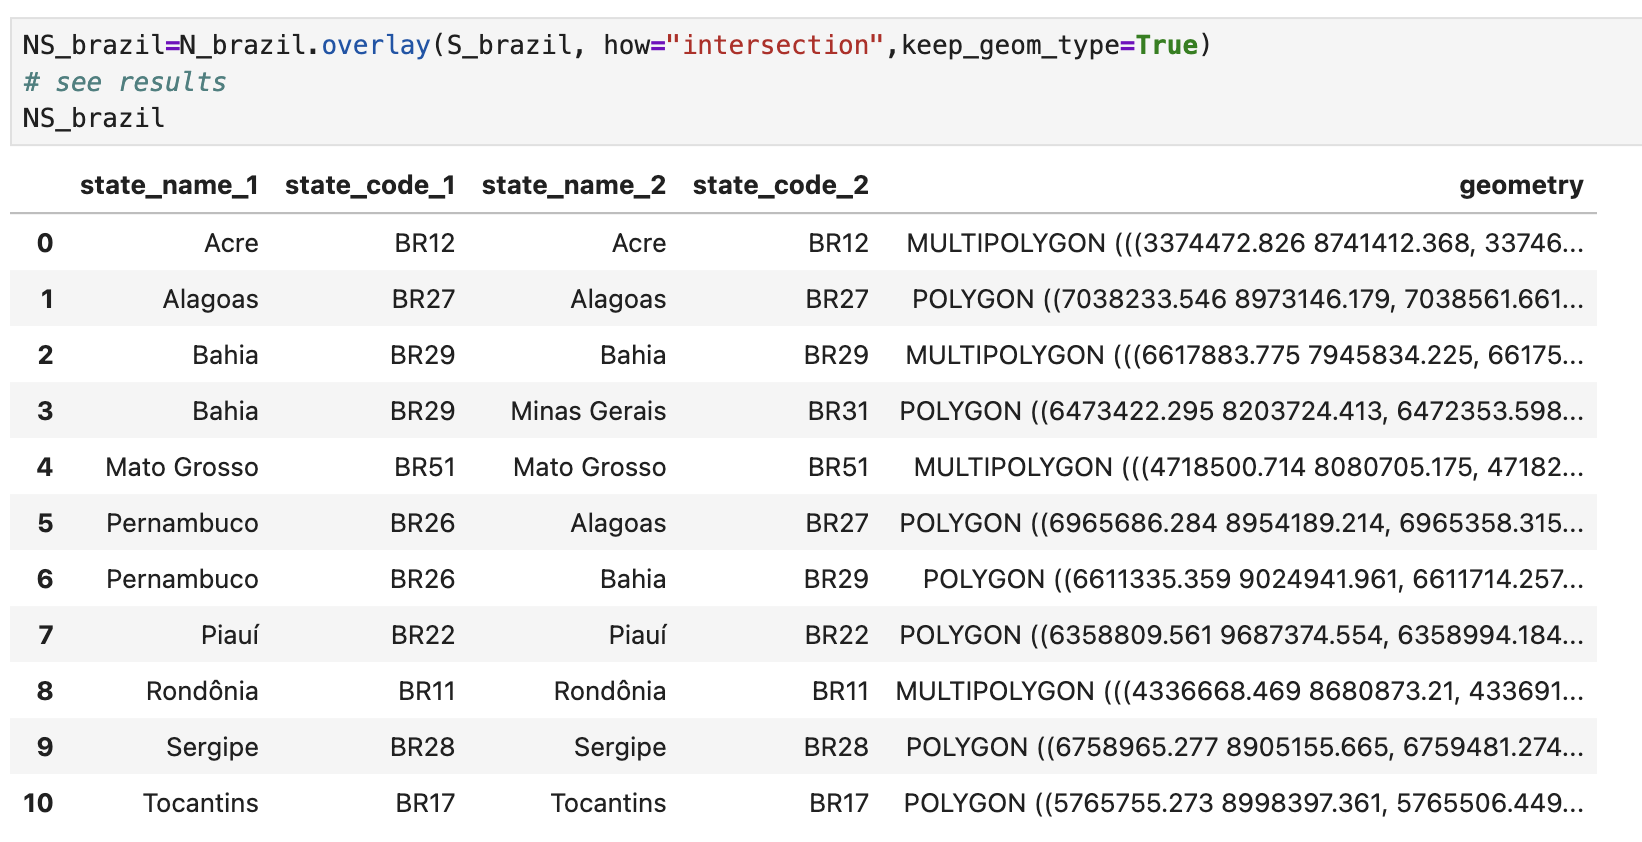 NS_brazil=N_brazil.overlay(S_brazil, how="intersection",keep_geom_type=True)
# see results
NS_brazil
state_name_1 state_code_1 state_name_2 state_code_2 geometry
0 Acre BR12 Acre BR12 MULTIPOLYGON (((3374472.826 8741412.368, 33746...
1 Alagoas BR27 Alagoas BR27 POLYGON ((7038233.546 8973146.179, 7038561.661...
2 Bahia BR29 Bahia BR29 MULTIPOLYGON (((6617883.775 7945834.225, 66175...
3 Bahia BR29 Minas Gerais BR31 POLYGON ((6473422.295 8203724.413, 6472353.598...
4 Mato Grosso BR51 Mato Grosso BR51 MULTIPOLYGON (((4718500.714 8080705.175, 47182...
5 Pernambuco BR26 Alagoas BR27 POLYGON ((6965686.284 8954189.214, 6965358.315...
6 Pernambuco BR26 Bahia BR29 POLYGON ((6611335.359 9024941.961, 6611714.257...
7 Piauí BR22 Piauí BR22 POLYGON ((6358809.561 9687374.554, 6358994.184...
8 Rondônia BR11 Rondônia BR11 MULTIPOLYGON (((4336668.469 8680873.21, 433691...
9 Sergipe BR28 Sergipe BR28 POLYGON ((6758965.277 8905155.665, 6759481.274...
10 Tocantins BR17 Tocantins BR17 POLYGON ((5765755.273 8998397.361, 5765506.449...